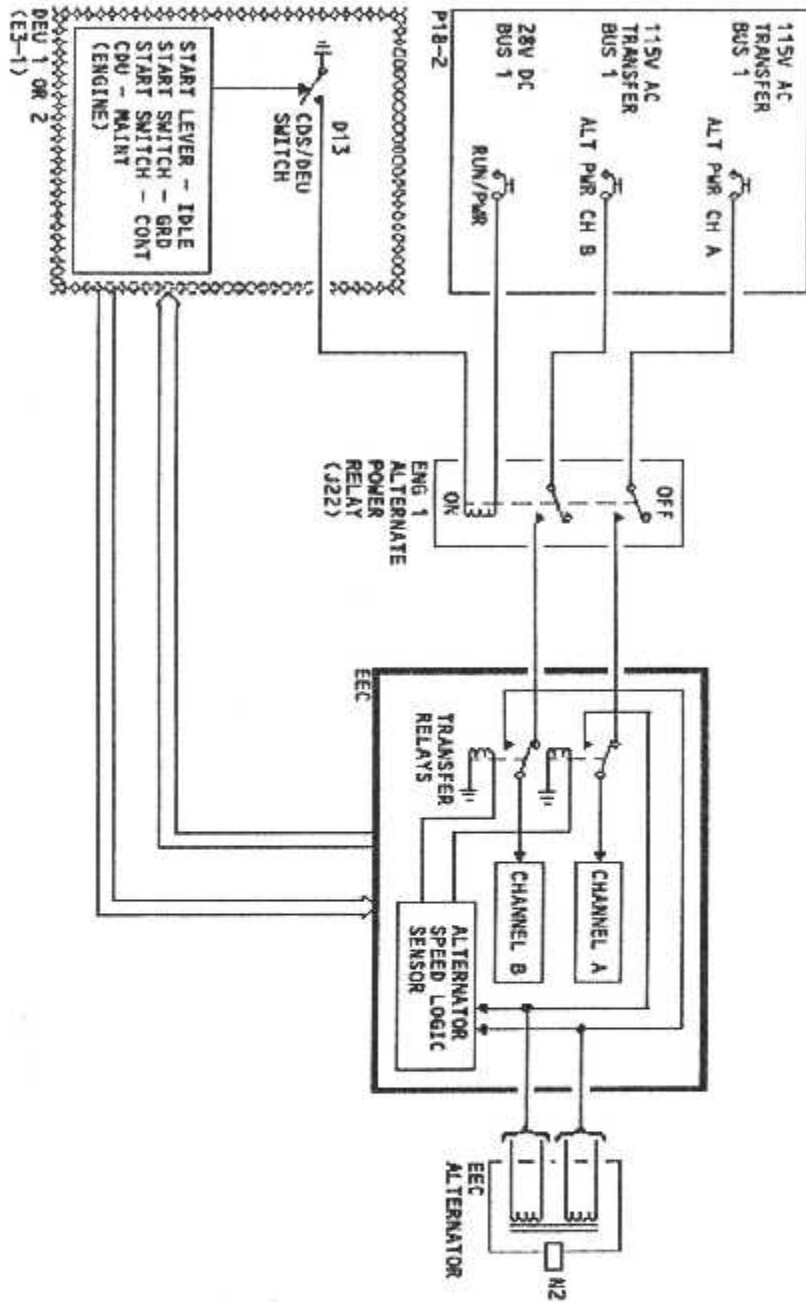 115V AC
TRANSFER
BUS 1
ALT PWR CH A
115V AC
TRANSFER
BUS 1
ALT PWR CH B
28V DC
BUS 1
RUN/PWR
P18-2
D13
CDS/DEU
SWITCH
START LEVER - IDLE
START SWITCH - GRD
START SWITCH - CONT
CDU - MAINT
(ENGINE)
DEU 1 OR 2
(E3-1)
OFF
ON
ENG 1
ALTERNATE
POWER
RELAY
(J22)
EEC
TRANSFER
RELAYS
CHANNEL A
CHANNEL B
ALTERNATOR
SPEED LOGIC
SENSOR
N2
EEC
ALTERNATOR